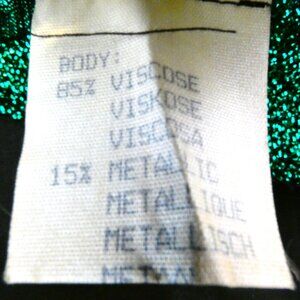 BODY:
85% VISCOSE
VISKOSE
VISCOSA
15% METALLIC
METALLIQUE
METALLISCH